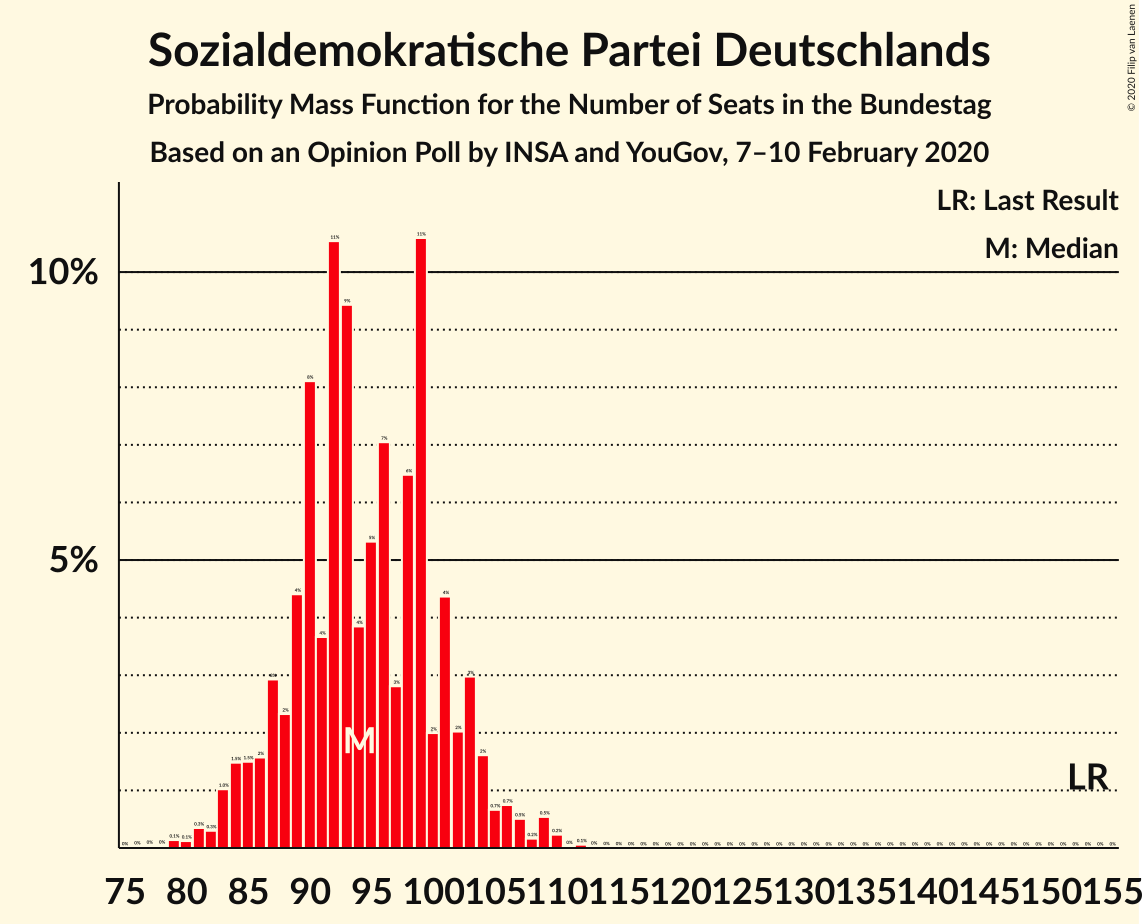 © 2020 Filip van Laenen
Sozialdemokratische Partei Deutschlands
Probability Mass Function for the Number of Seats in the Bundestag
Based on an Opinion Poll by INSA and YouGov, 7–10 February 2020
LR: Last Result
M: Median
10%
5%
M
LR
75 80 85 90 95 100 105 110 115 120 125 130 135 140 145 150 155